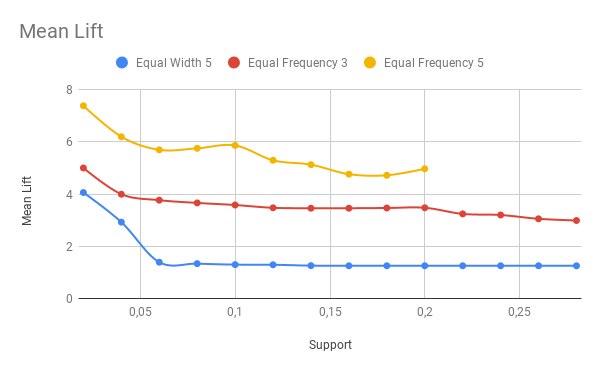 Mean Lift
Equal Width 5 Equal Frequency 3 Equal Frequency 5
Mean Lift
8
6
4
2
0
0,05 0,1 0,15 0,2 0,25
Support